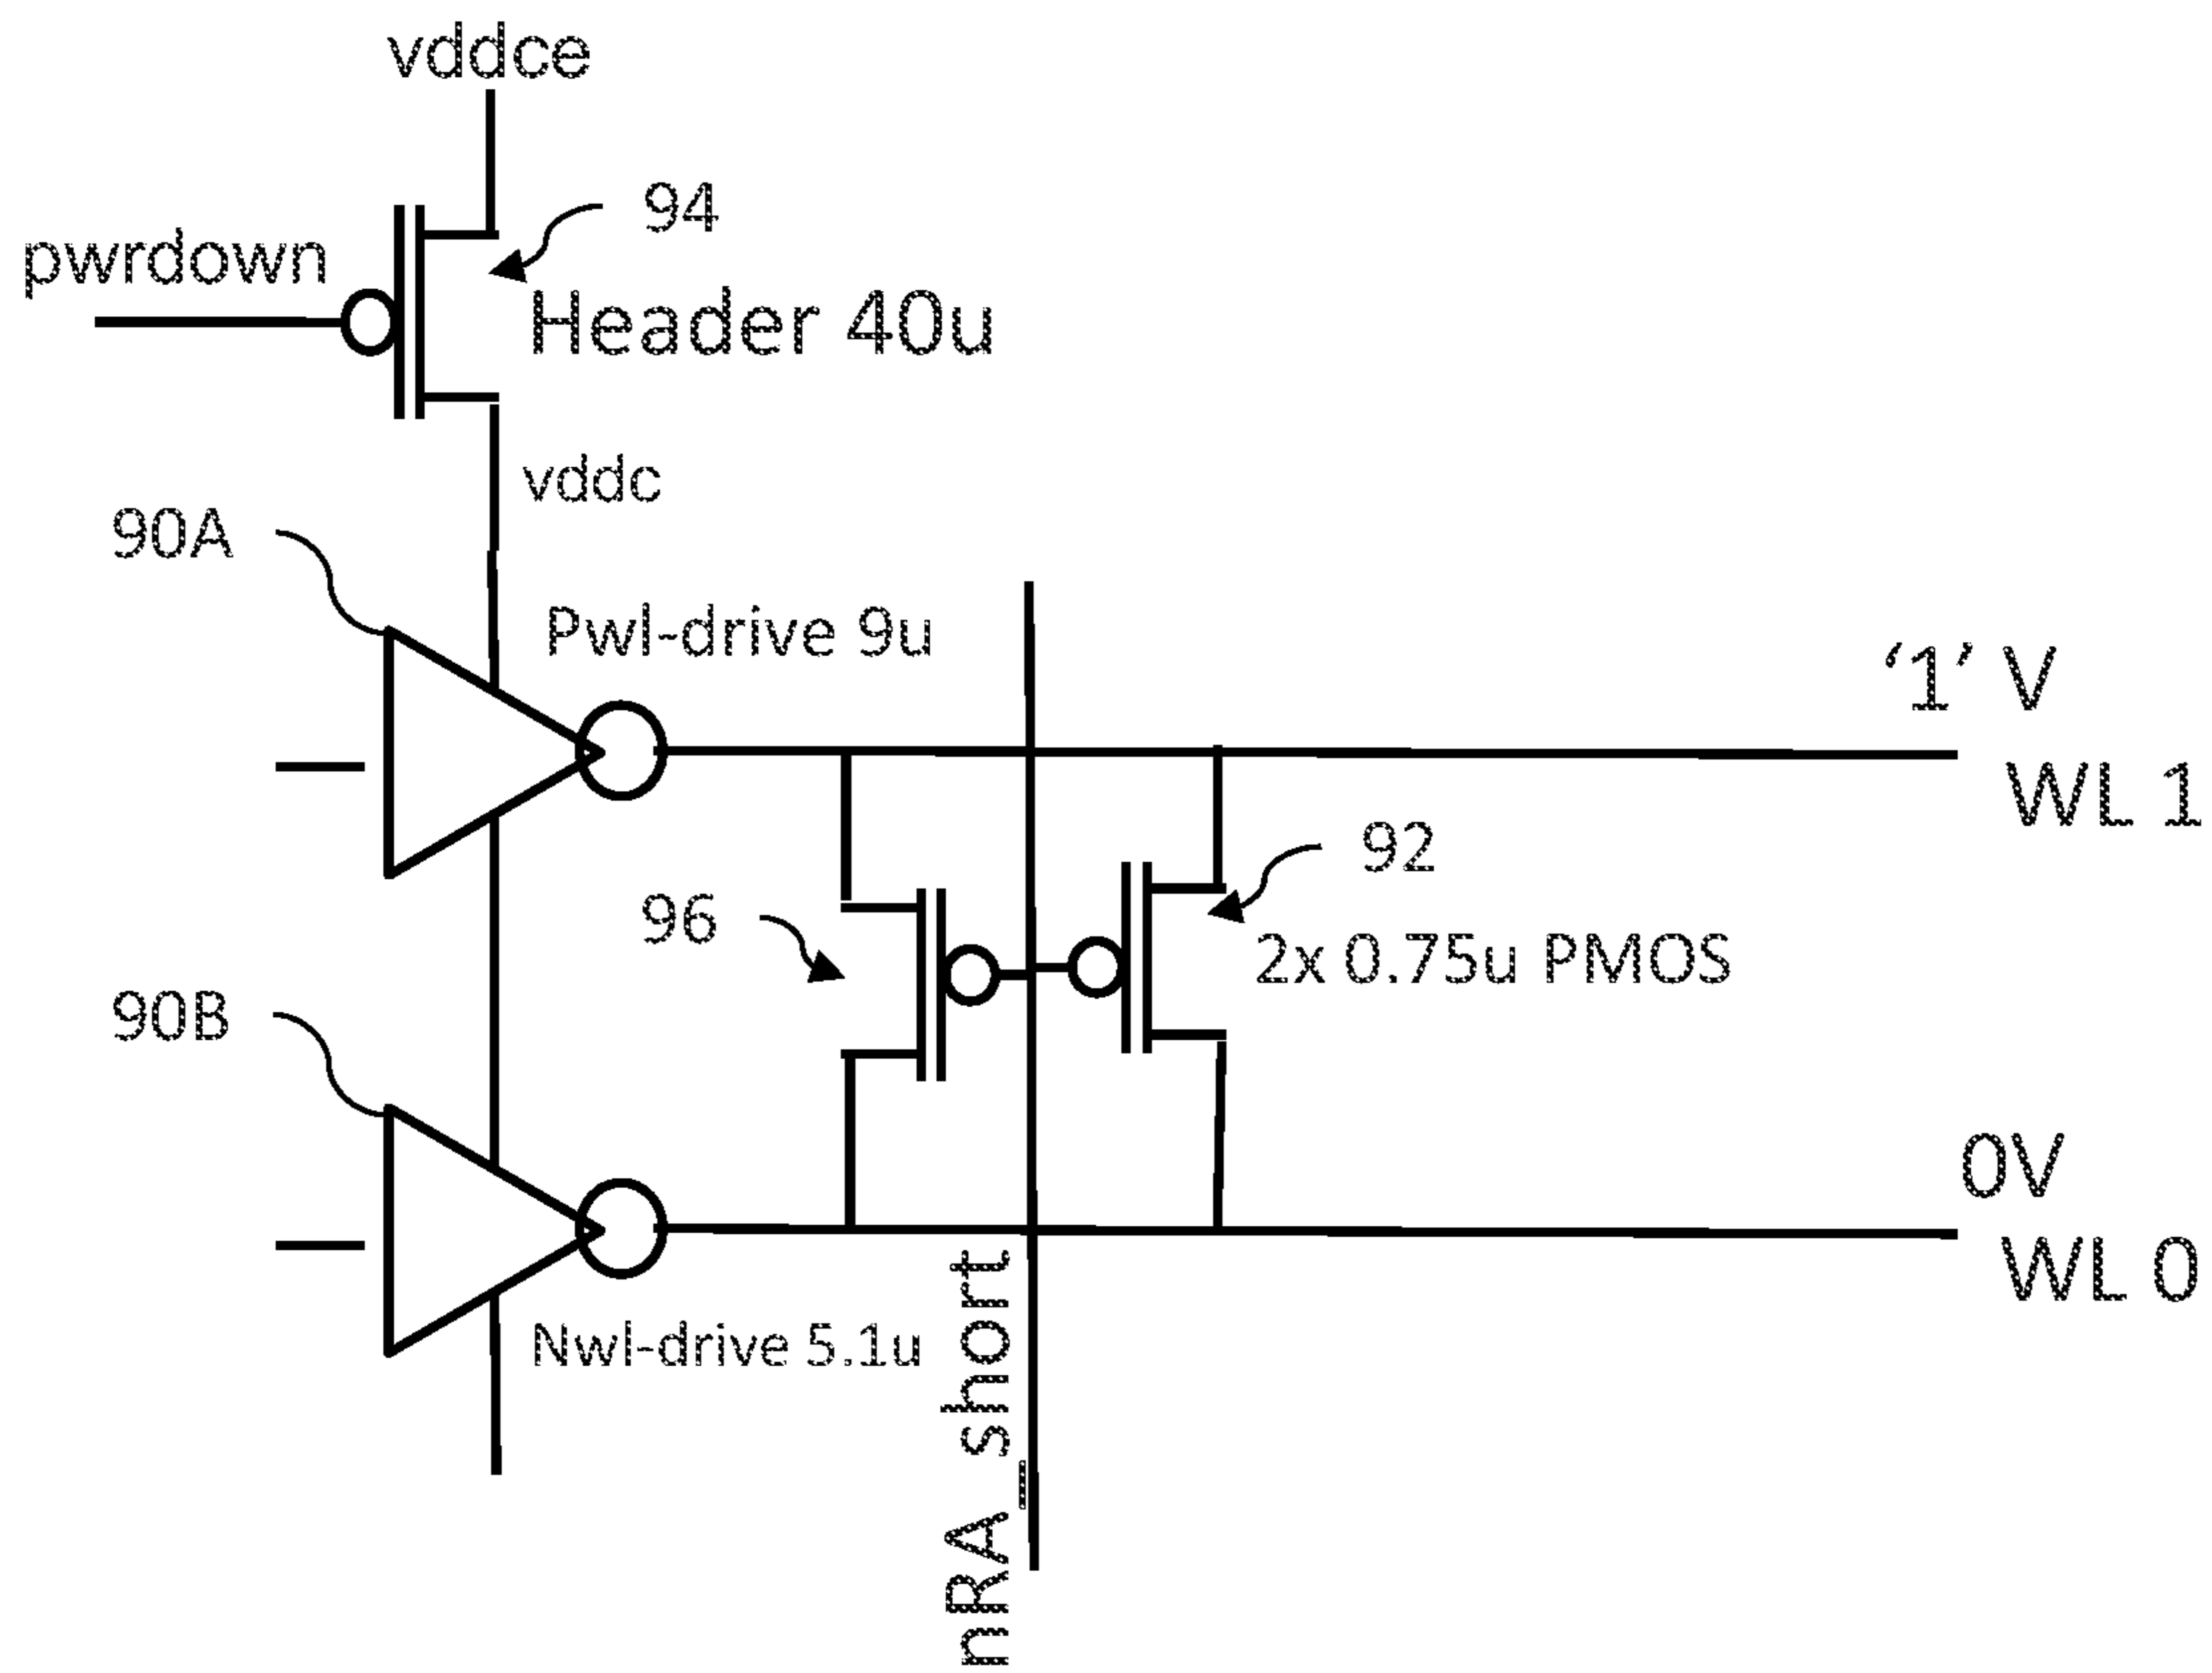 vddce
94
pwrdown
Header 40u
vddc
90A
Pwl-drive 9u
‘1’ V
WL 1
92
96
2x 0.75u PMOS
90B
0V
WL 0
Nwl-drive 5.1u
nRA_short